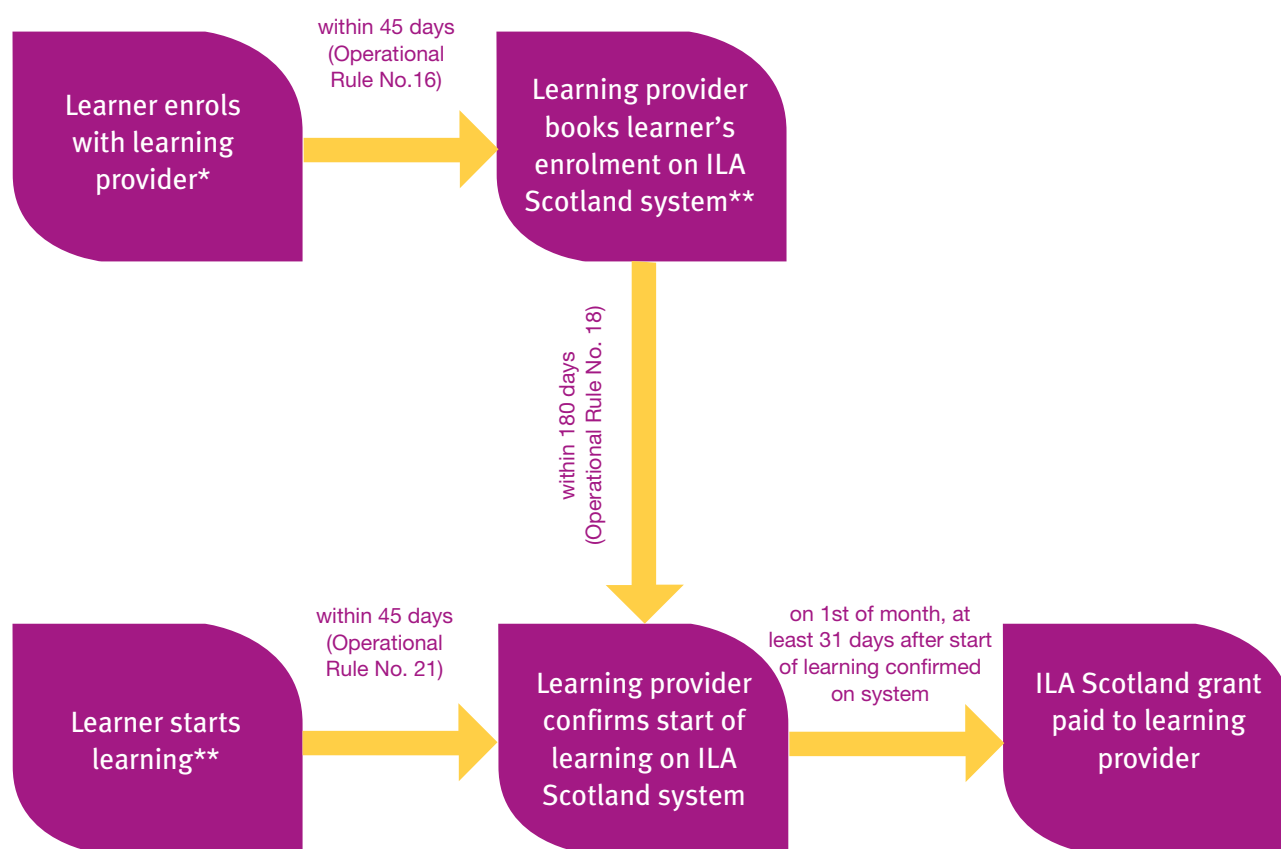 within 45 days
(Operational
Rule No.16)
Learner enrols
with learning
provider*
Learning provider
books learner’s
enrolment on ILA
Scotland system**
within 180 days
(Operational Rule No. 18)
within 45 days
(Operational
Rule No. 21)
on 1st of month, at
least 31 days after start
of learning confirmed
on system
Learner starts
learning**
Learning provider
confirms start of
learning on ILA
Scotland system
ILA Scotland grant
paid to learning
provider